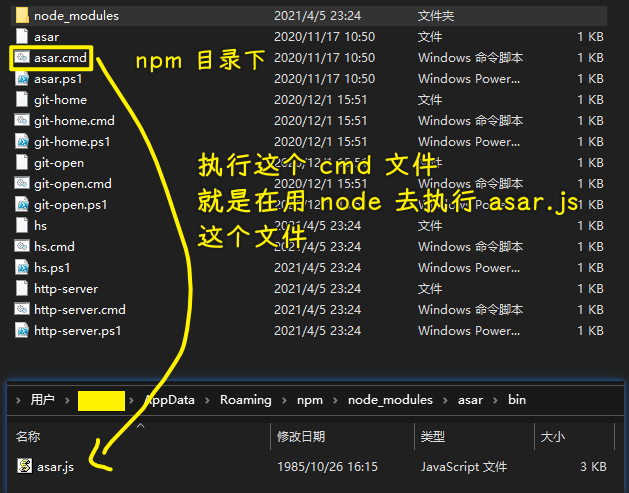 node_modules 2021/4/5 23:24 文件夹
asar 2020/11/17 10:50 文件 1 KB
asar.cmd 2020/11/17 10:50 Windows 命令脚本 1 KB
npm 目录下
asar.ps1 2020/11/17 10:50 Windows Power... 1 KB
git-home 2020/12/1 15:51 文件 1 KB
git-home.cmd 2020/12/1 15:51 Windows 命令脚本 1 KB
git-home.ps1 2020/12/1 15:51 Windows Power... 1 KB
执行这个 cmd 文件
就是在用 node 去执行 asar.js
这个文件
git-open 2020/12/1 15:51 文件 1 KB
git-open.cmd 2020/12/1 15:51 Windows 命令脚本 1 KB
git-open.ps1 2020/12/1 15:51 Windows Power... 1 KB
hs 2021/4/5 23:24 文件 1 KB
hs.cmd 2021/4/5 23:24 Windows 命令脚本 1 KB
hs.ps1 2021/4/5 23:24 Windows Power... 1 KB
http-server 2021/4/5 23:24 文件 1 KB
http-server.cmd 2021/4/5 23:24 Windows 命令脚本 1 KB
http-server.ps1 2021/4/5 23:24 Windows Power... 1 KB
用户 AppData Roaming npm node_modules asar bin
名称 修改日期 类型 大小
asar.js 1985/10/26 16:15 JavaScript 文件 3 KB